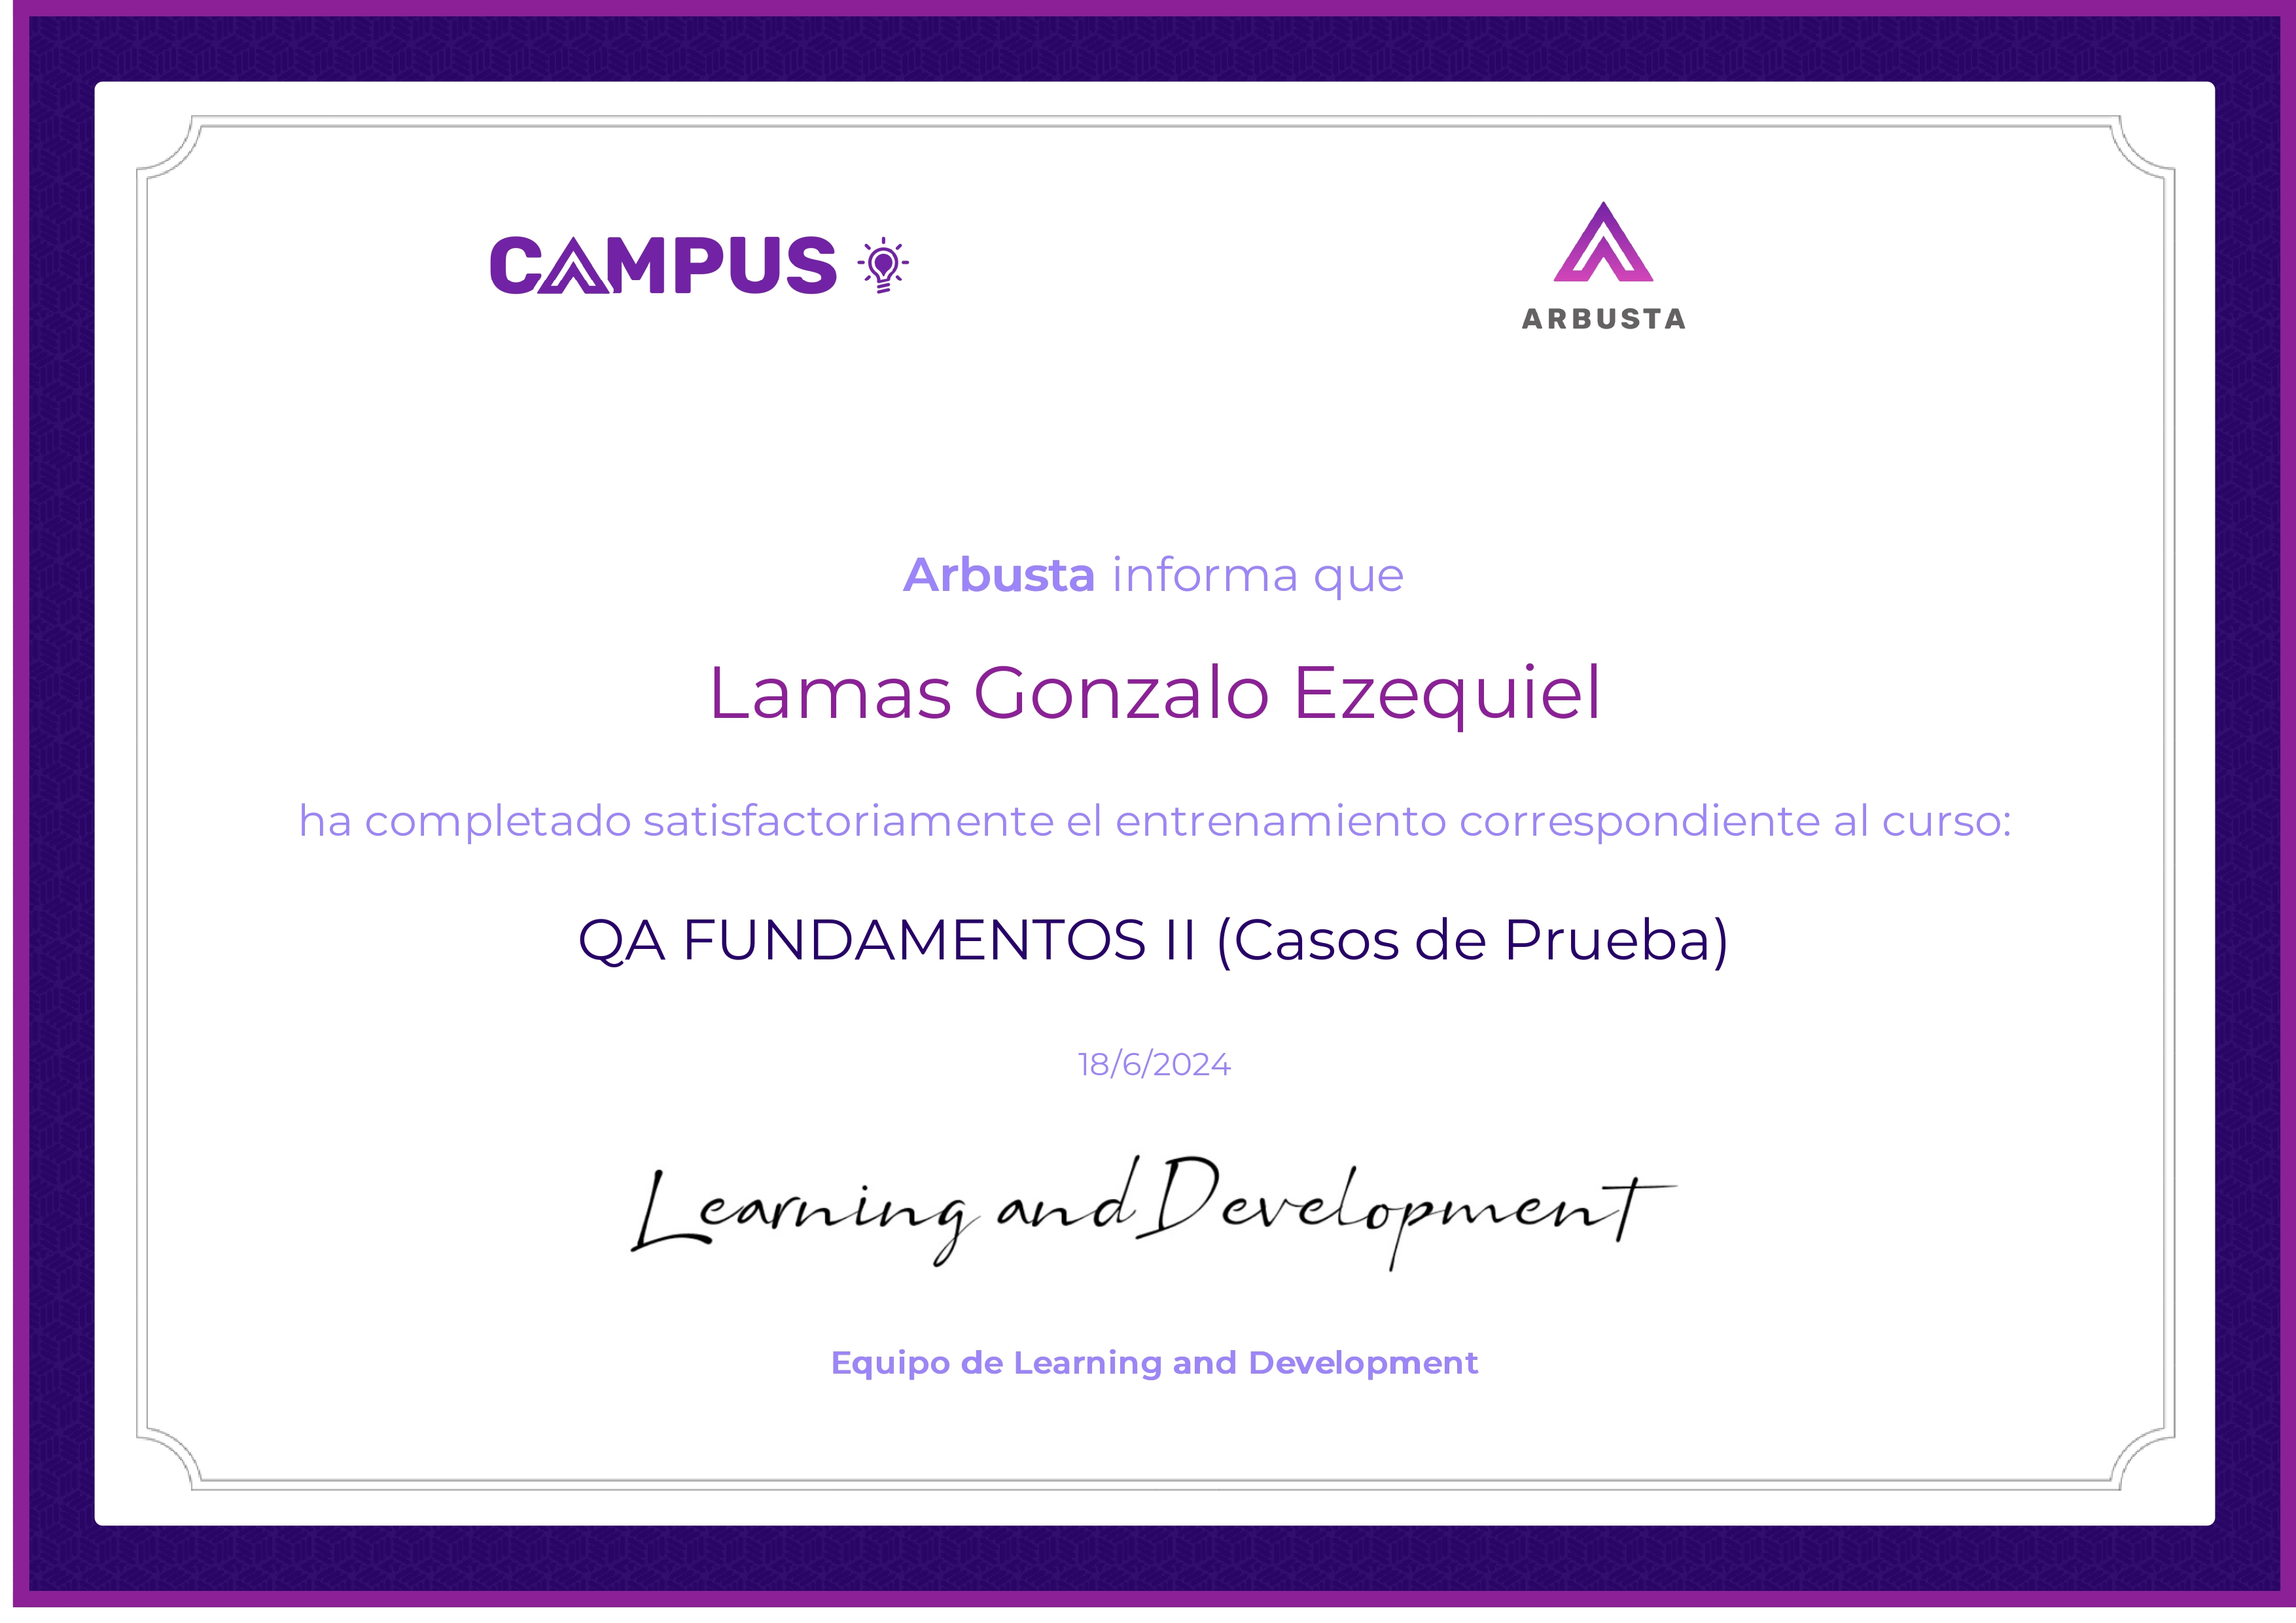 CAMPUS
ARBUSTA
Arbusta informa que
Lamas Gonzalo Ezequiel
ha completado satisfactoriamente el entrenamiento correspondiente al curso:
QA FUNDAMENTOS II (Casos de Prueba)
18/6/2024
Learning and Development
Equipo de Learning and Development